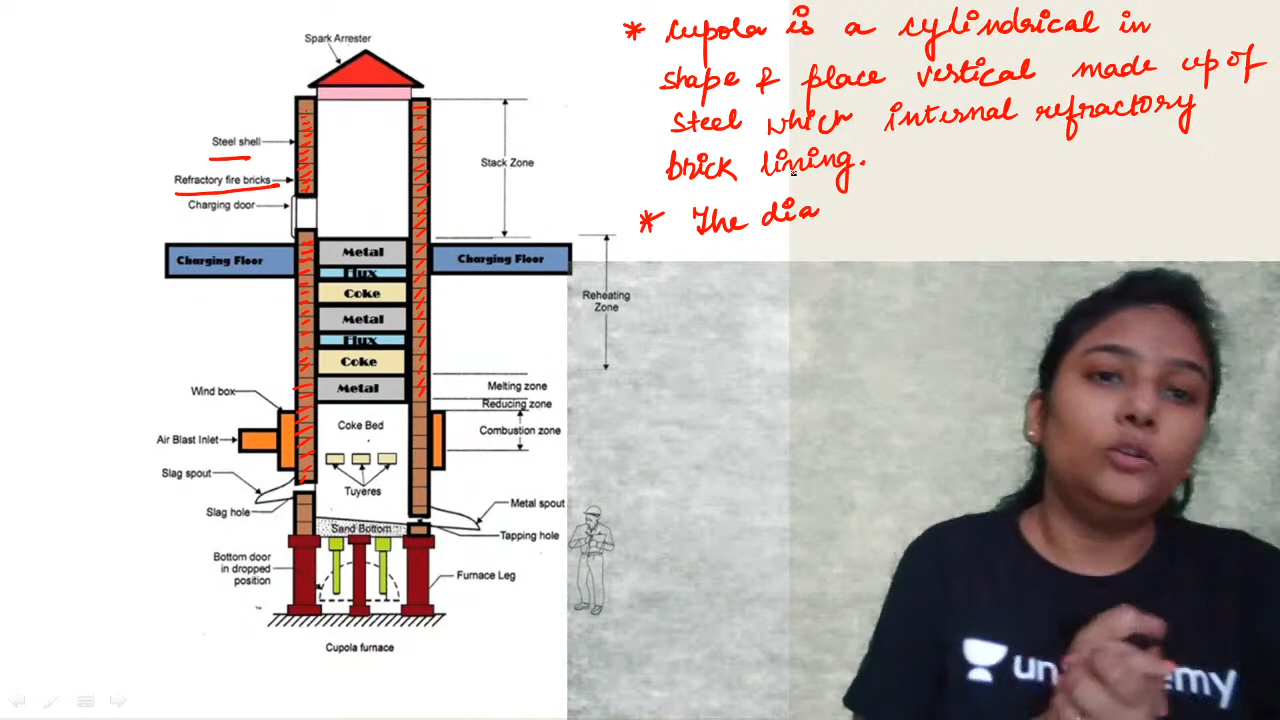 * Cupola is a cylindrical in
shape & place vertical made up of
steel which internal refractory
brick lining.
* The dia
Spark Arrester
Steel shell
Stack Zone
Refractory fire bricks
Charging door
Charging Floor
Metal
Charging Floor
Flux
Coke
Reheating
Zone
Metal
Flux
Coke
Metal
Melting zone
Wind box
Reducing zone
Coke Bed
Combustion zone
Air Blast Inlet
Slag spout
Tuyeres
Metal spout
Slag hole
Sand Bottom
Tapping hole
Bottom door
in dropped
position
Furnace Leg
Cupola furnace